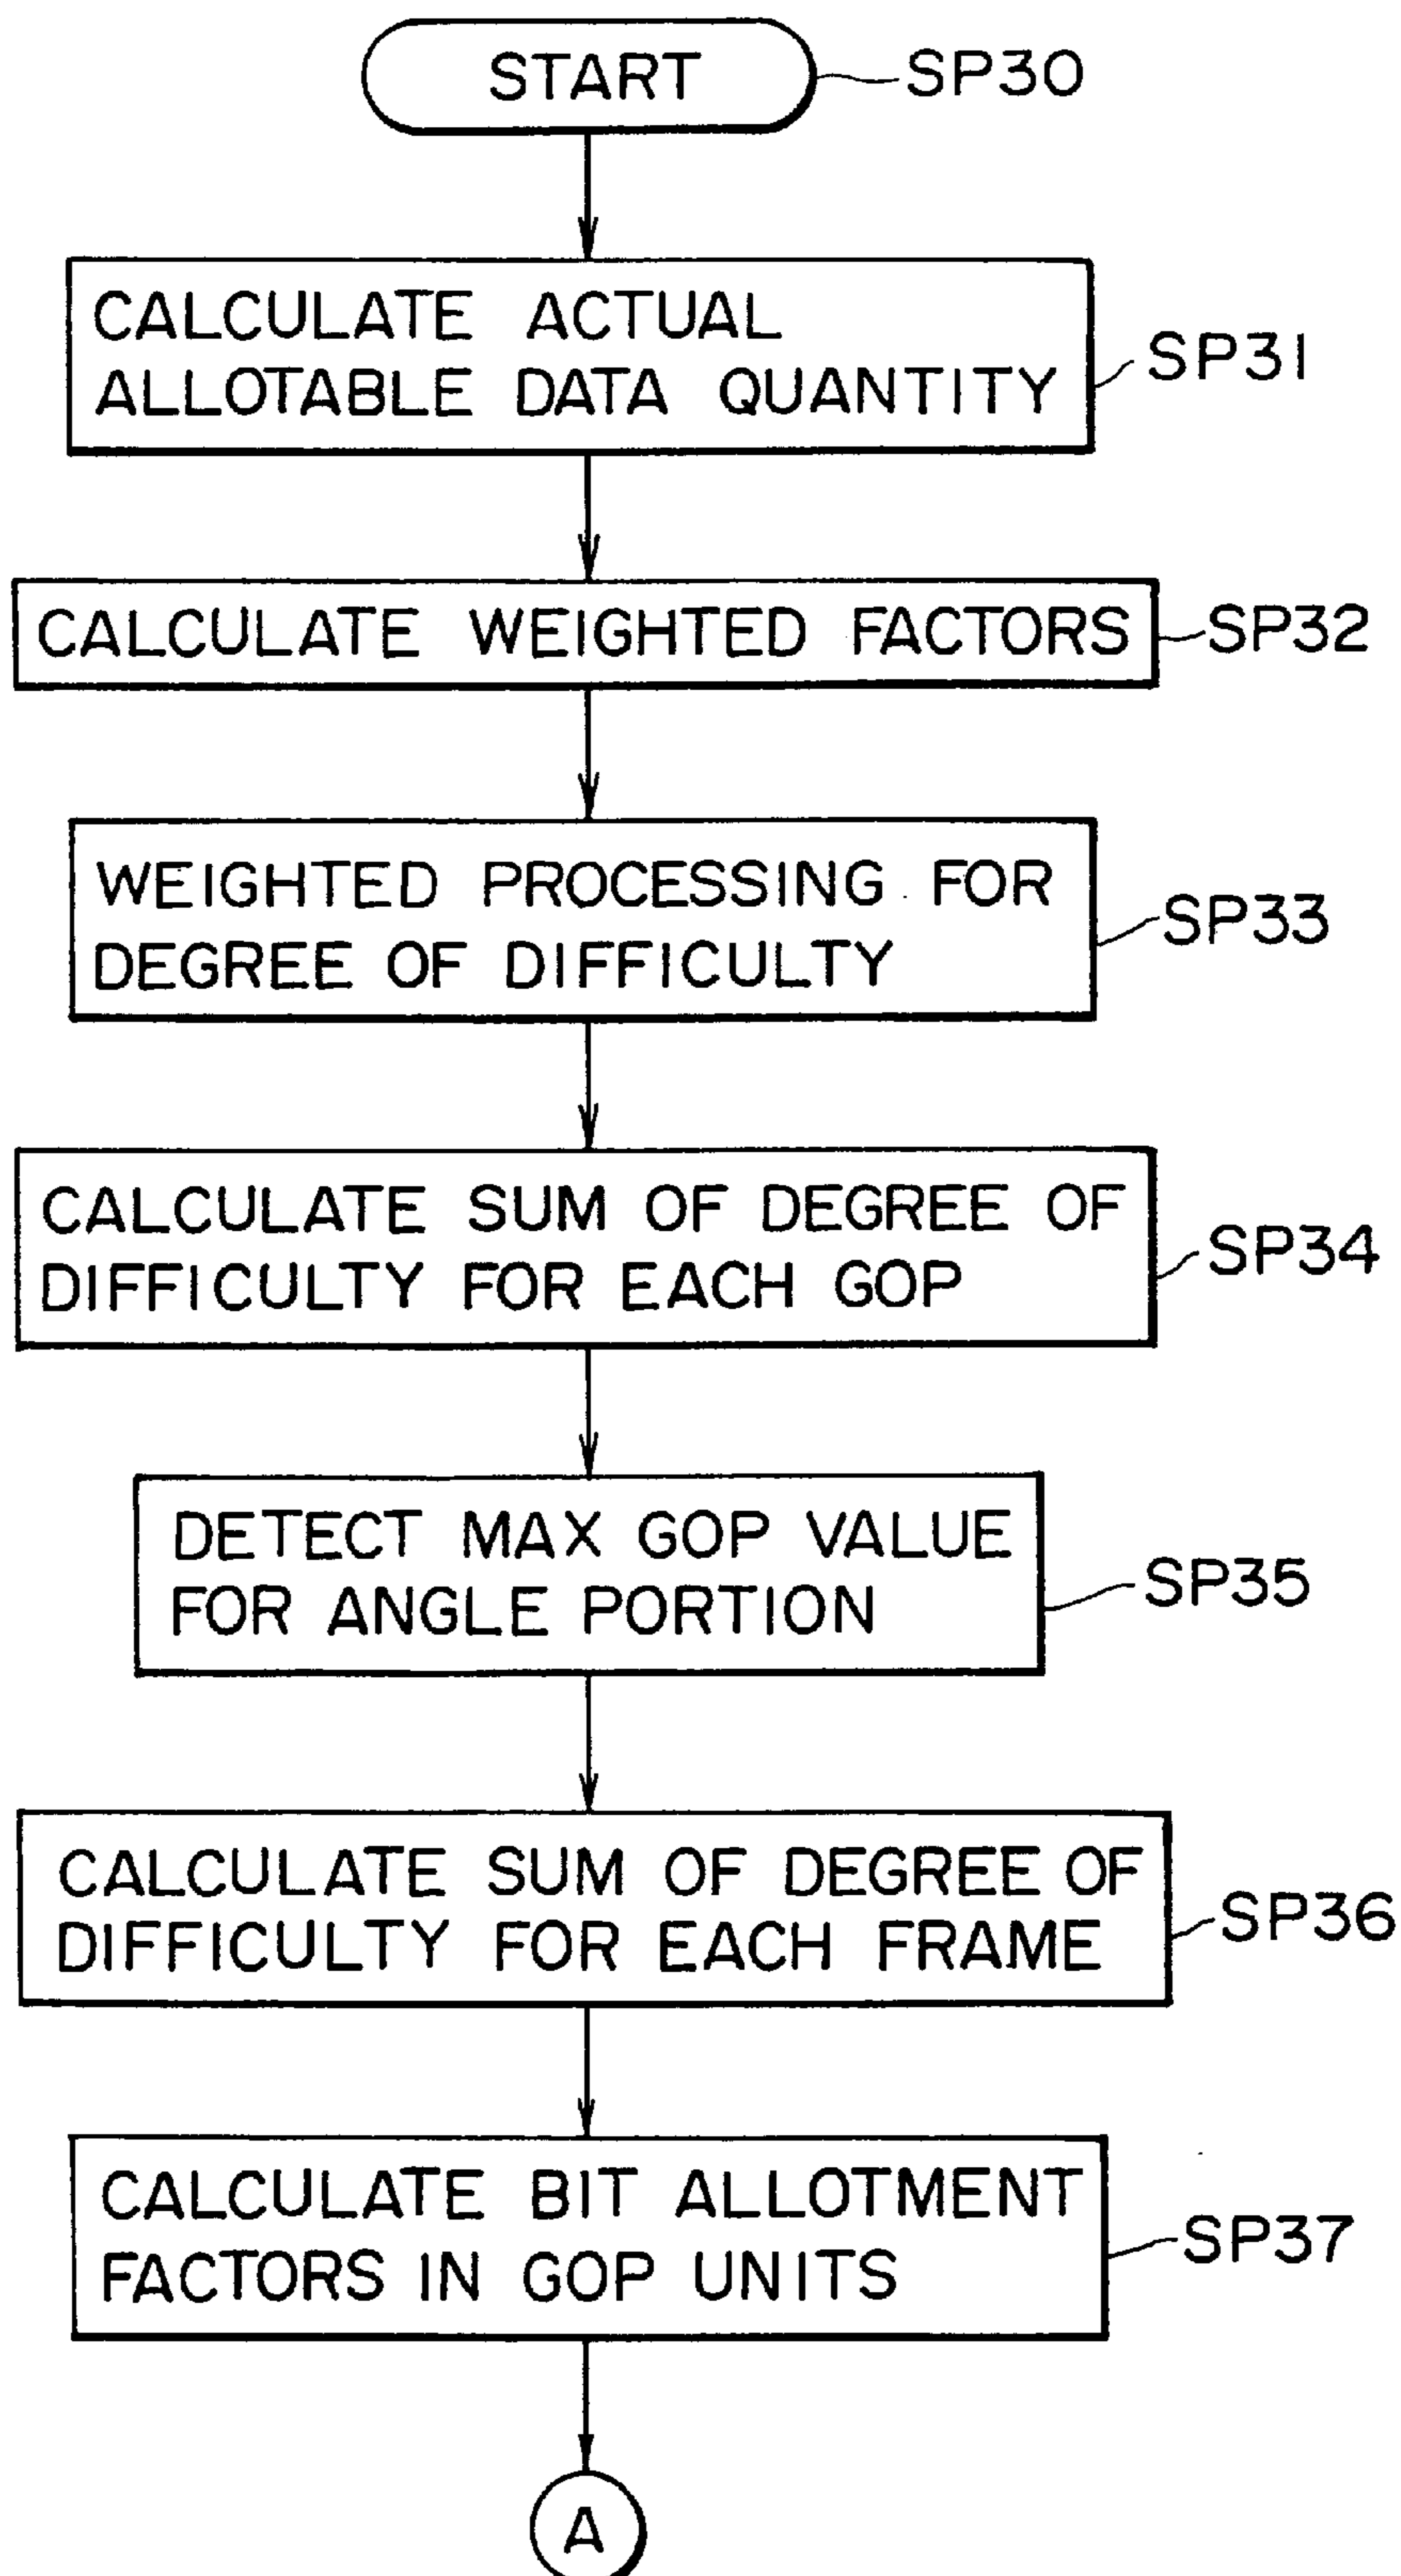 START
SP30
CALCULATE ACTUAL
ALLOTABLE DATA QUANTITY
SP31
CALCULATE WEIGHTED FACTORS
SP32
WEIGHTED PROCESSING FOR
DEGREE OF DIFFICULTY
SP33
CALCULATE SUM OF DEGREE OF
DIFFICULTY FOR EACH GOP
SP34
DETECT MAX GOP VALUE
FOR ANGLE PORTION
SP35
CALCULATE SUM OF DEGREE OF
DIFFICULTY FOR EACH FRAME
SP36
CALCULATE BIT ALLOTMENT
FACTORS IN GOP UNITS
SP37
A